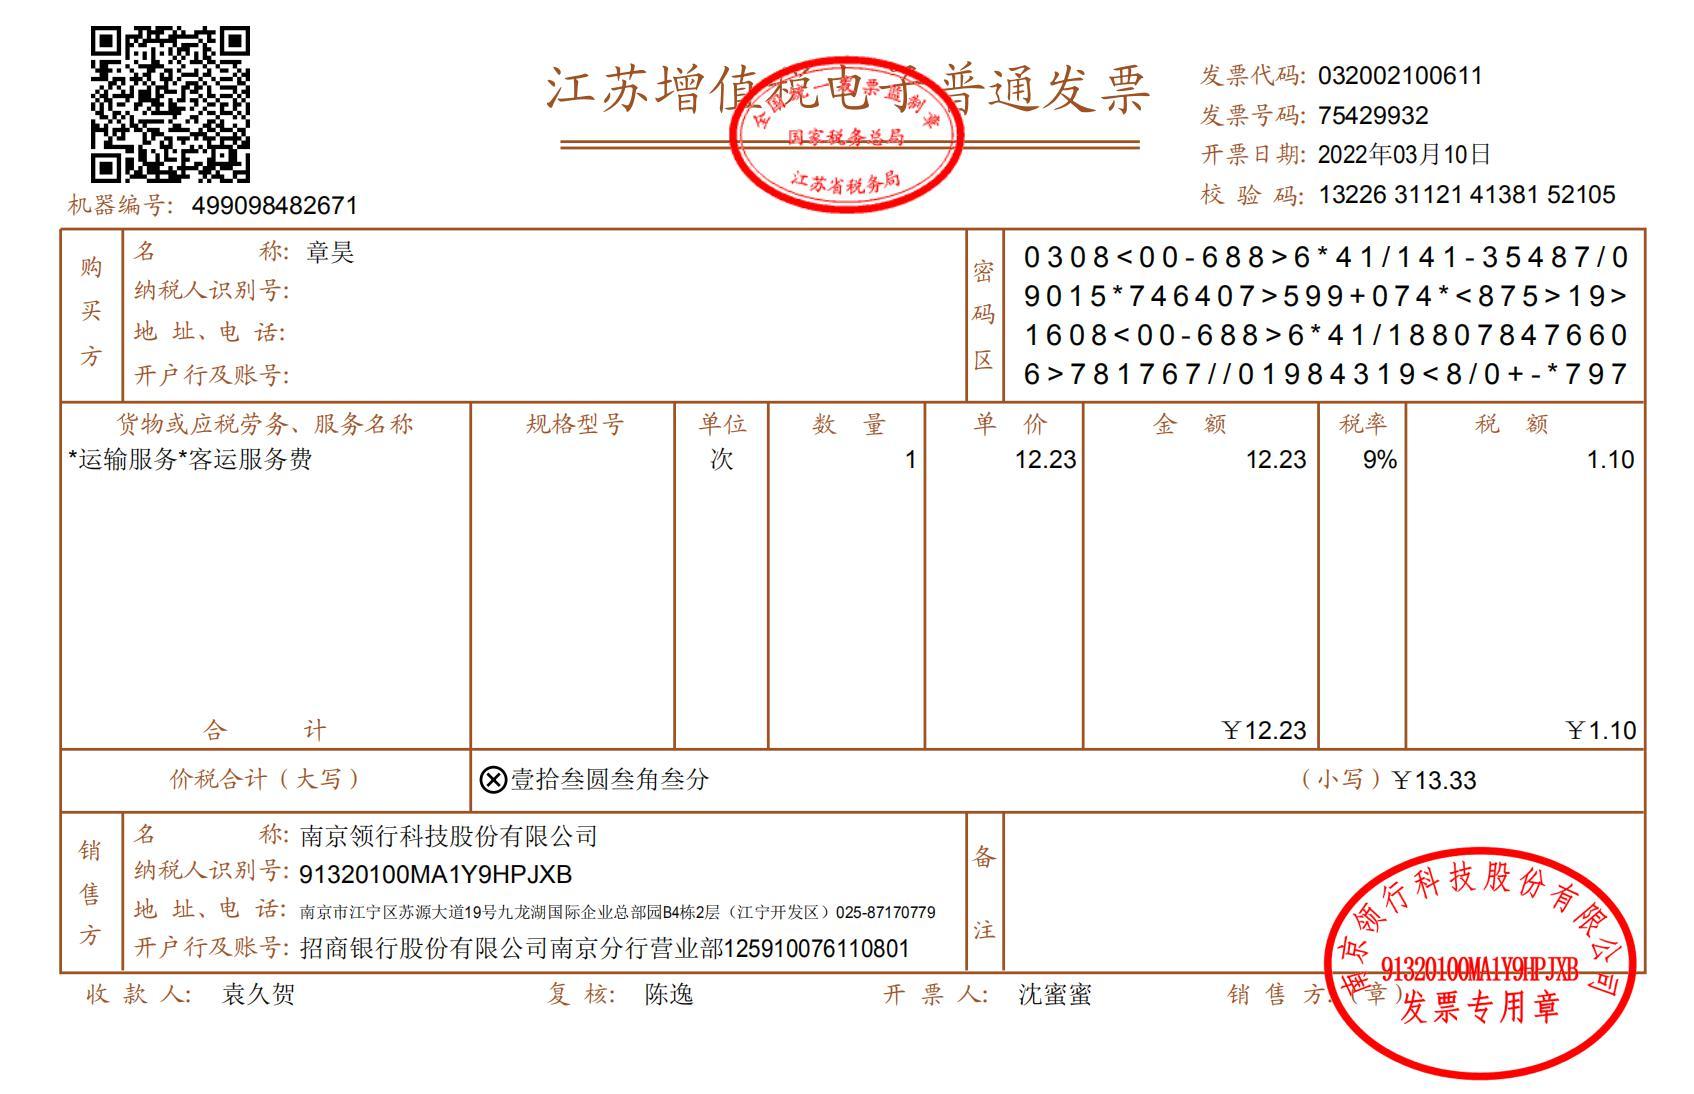 江苏增值税电子普通发票
全国统一发票监制章
国家税务总局
江苏省税务局
发票代码: 032002100611
发票号码: 75429932
开票日期: 2022年03月10日
校 验 码: 13226 31121 41381 52105
机器编号: 499098482671
购买方
名 称: 章昊
纳税人识别号:
地 址、电 话:
开户行及账号:
密码区
0308<00-688>6*41/141-35487/0
9015*746407>599+074*<875>19>
1608<00-688>6*41/18807847660
6>781767//01984319<8/0+-*797
货物或应税劳务、服务名称 规格型号 单位 数 量 单 价 金 额 税率 税 额
*运输服务*客运服务费 次 1 12.23 12.23 9% 1.10
合 计 ￥12.23 ￥1.10
价税合计（大写） ⊗壹拾叁圆叁角叁分 （小写）￥13.33
销售方
名 称: 南京领行科技股份有限公司
纳税人识别号: 91320100MA1Y9HPJXB
地 址、电 话: 南京市江宁区苏源大道19号九龙湖国际企业总部园B4栋2层（江宁开发区）025-87170779
开户行及账号: 招商银行股份有限公司南京分行营业部125910076110801
备注
收 款 人: 袁久贺 复 核: 陈逸 开 票 人: 沈蜜蜜 销 售 方:（章）
南京领行科技股份有限公司
91320100MA1Y9HPJXB
发票专用章